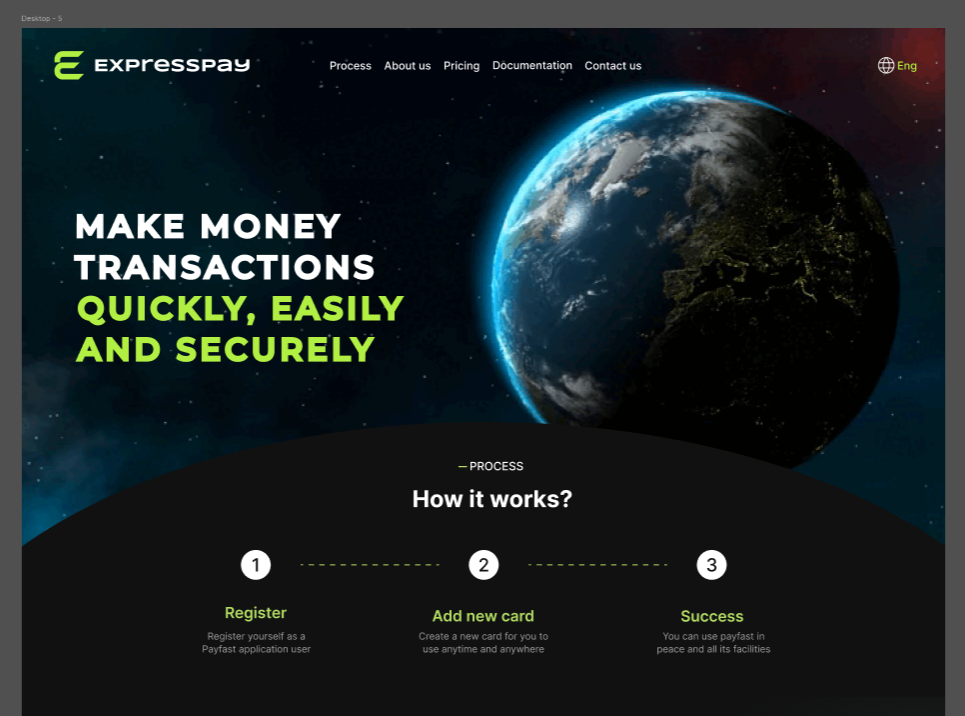 Desktop - 5
EXPRESSPAY
Process About us Pricing Documentation Contact us
Eng
MAKE MONEY
TRANSACTIONS
QUICKLY, EASILY
AND SECURELY
PROCESS
How it works?
1 2 3
Register
Register yourself as a
Payfast application user
Add new card
Create a new card for you to
use anytime and anywhere
Success
You can use payfast in
peace and all its facilities